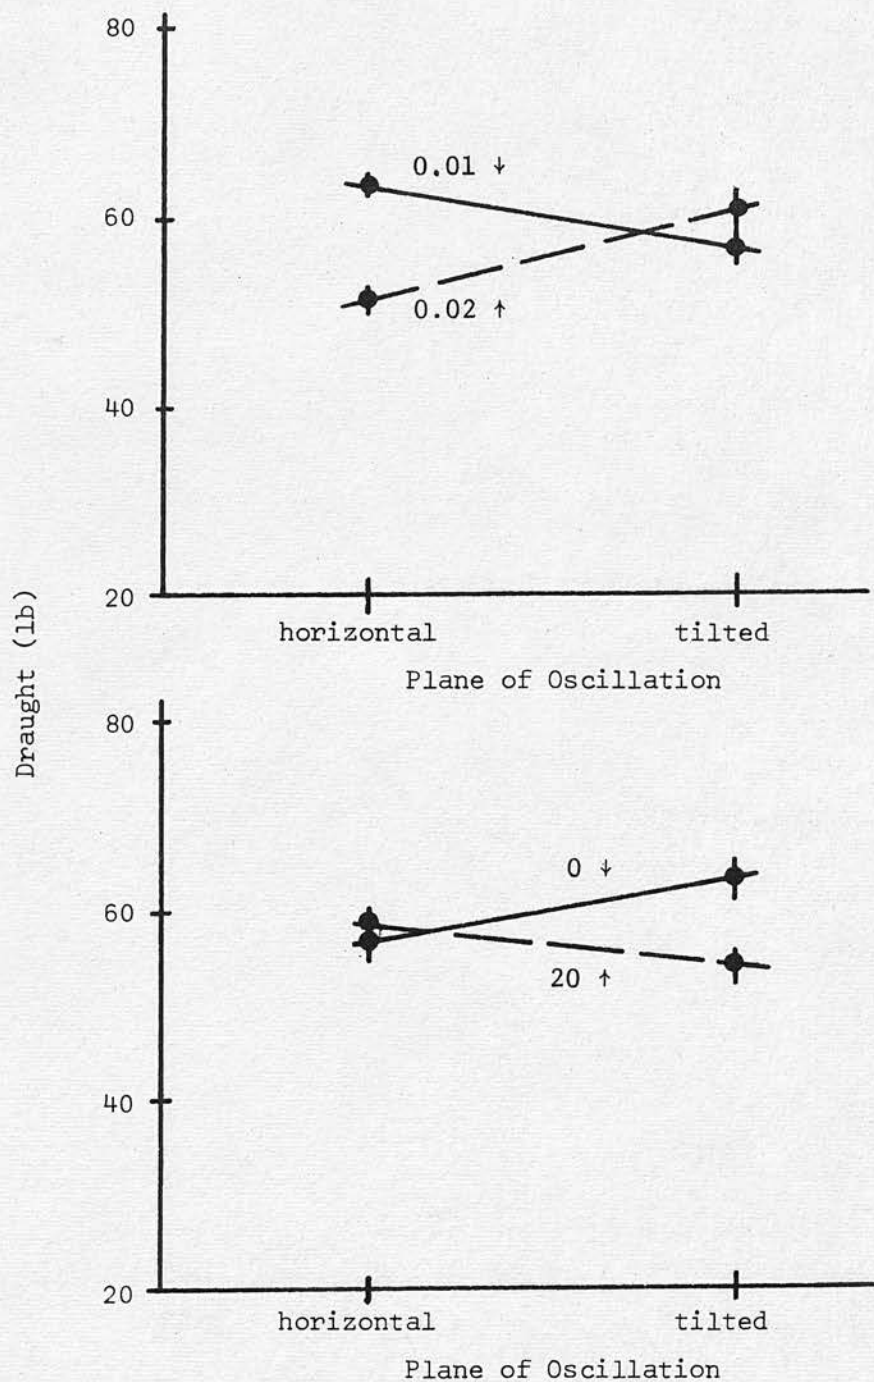 80
0.01 ↓
60
0.02 ↑
40
20
horizontal tilted
Plane of Oscillation
Draught (lb)
80
0 ↓
60
20 ↑
40
20
horizontal tilted
Plane of Oscillation